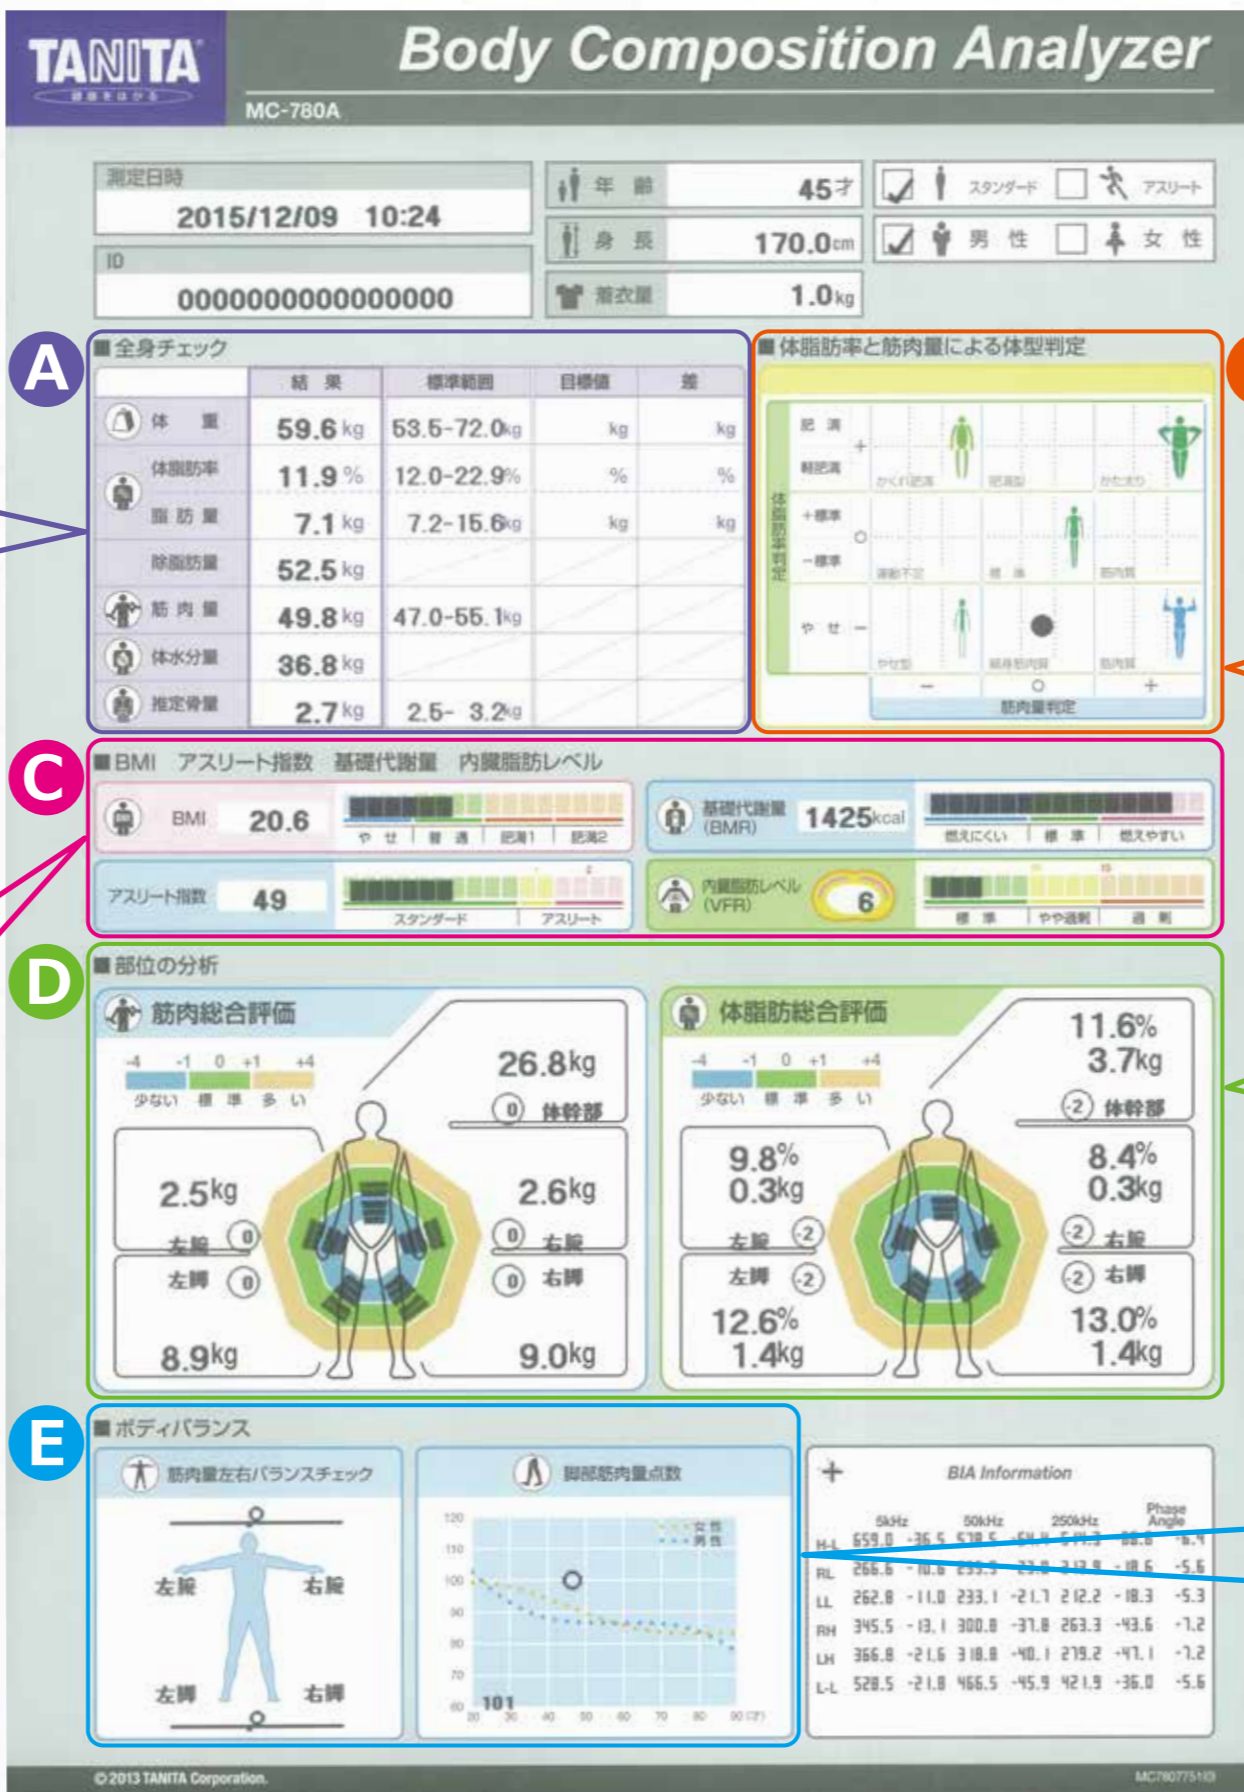 TANITA
健康をはかる
Body Composition Analyzer
MC-780A
測定日時
2015/12/09 10:24
ID
0000000000000000
年 齢 45才
身 長 170.0cm
着衣量 1.0kg
スタンダード アスリート
男 性 女 性
A
■全身チェック
結 果 標準範囲 目標値 差
体 重 59.6kg 53.5-72.0kg kg kg
体脂肪率 11.9% 12.0-22.9% % %
脂 肪 量 7.1kg 7.2-15.6kg kg kg
除脂肪量 52.5kg
筋 肉 量 49.8kg 47.0-55.1kg
体水分量 36.8kg
推定骨量 2.7kg 2.5- 3.2kg
■体脂肪率と筋肉量による体型判定
体脂肪率判定
肥 満
+
軽肥満
かくれ肥満 肥満型 かた太り
+標準
○
-標準
運動不足 標 準 筋肉質
や せ -
やせ型 細身筋肉質 筋肉質
- ○ +
筋肉量判定
C
■BMI アスリート指数 基礎代謝量 内臓脂肪レベル
BMI 20.6
や せ 普 通 肥満1 肥満2
基礎代謝量
(BMR)
1425kcal
燃えにくい 標 準 燃えやすい
アスリート指数 49
スタンダード アスリート
内臓脂肪レベル
(VFR)
6
標 準 やや過剰 過 剰
D
■部位の分析
筋肉総合評価
-4 -1 0 +1 +4
少ない 標 準 多 い
26.8kg
0 体幹部
2.5kg
左腕 0
2.6kg
0 右腕
左脚 0
8.9kg
0 右脚
9.0kg
体脂肪総合評価
-4 -1 0 +1 +4
少ない 標 準 多 い
11.6%
3.7kg
-2 体幹部
9.8%
0.3kg
左腕 -2
8.4%
0.3kg
-2 右腕
左脚 -2
12.6%
1.4kg
-2 右脚
13.0%
1.4kg
E
■ボディバランス
筋肉量左右バランスチェック
左腕 右腕
左脚 右脚
脚部筋肉量点数
女 性
男 性
120
110
100
90
80
70
60
101
20 30 40 50 60 70 80 90(才)
BIA Information
5kHz 50kHz 250kHz Phase Angle
H-L 659.0 -36.5 578.5 -6.4
RL 266.6 -10.6 -18.6 -5.6
LL 262.8 -11.0 233.1 -21.7 212.2 -18.3 -5.3
RH 345.5 -13.1 300.8 -37.8 263.3 -43.6 -7.2
LH 366.8 -21.6 318.8 -40.1 279.2 -47.1 -7.2
L-L 528.5 -21.8 466.5 -45.9 421.9 -36.0 -5.6
©2013 TANITA Corporation.